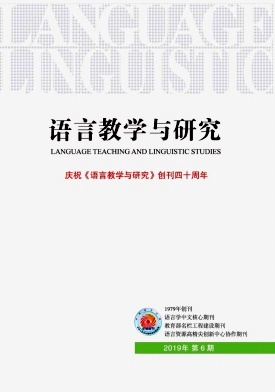 LANGUAGE
LINGUISTIC
语言教学与研究
LANGUAGE TEACHING AND LINGUISTIC STUDIES
庆祝《语言教学与研究》创刊四十周年
1979年创刊
语言学中文核心期刊
教育部名栏工程建设期刊
语言资源高精尖创新中心协作期刊
2019年 第6期